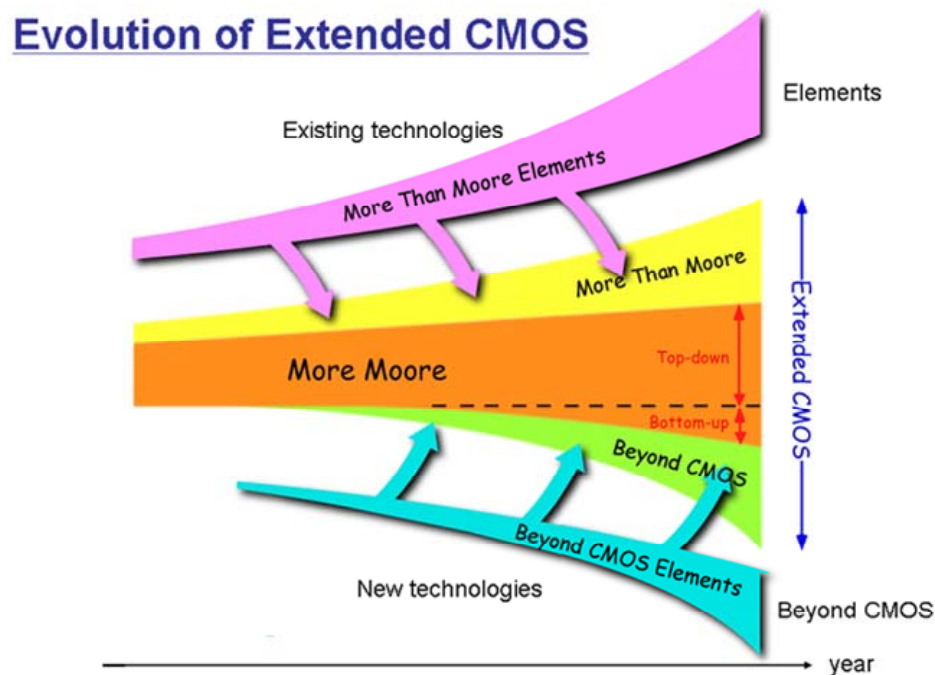 Evolution of Extended CMOS
Elements
Existing technologies
More Than Moore Elements
More Than Moore
Extended CMOS
Top-down
More Moore
Bottom-up
Beyond CMOS
Beyond CMOS Elements
New technologies
Beyond CMOS
year